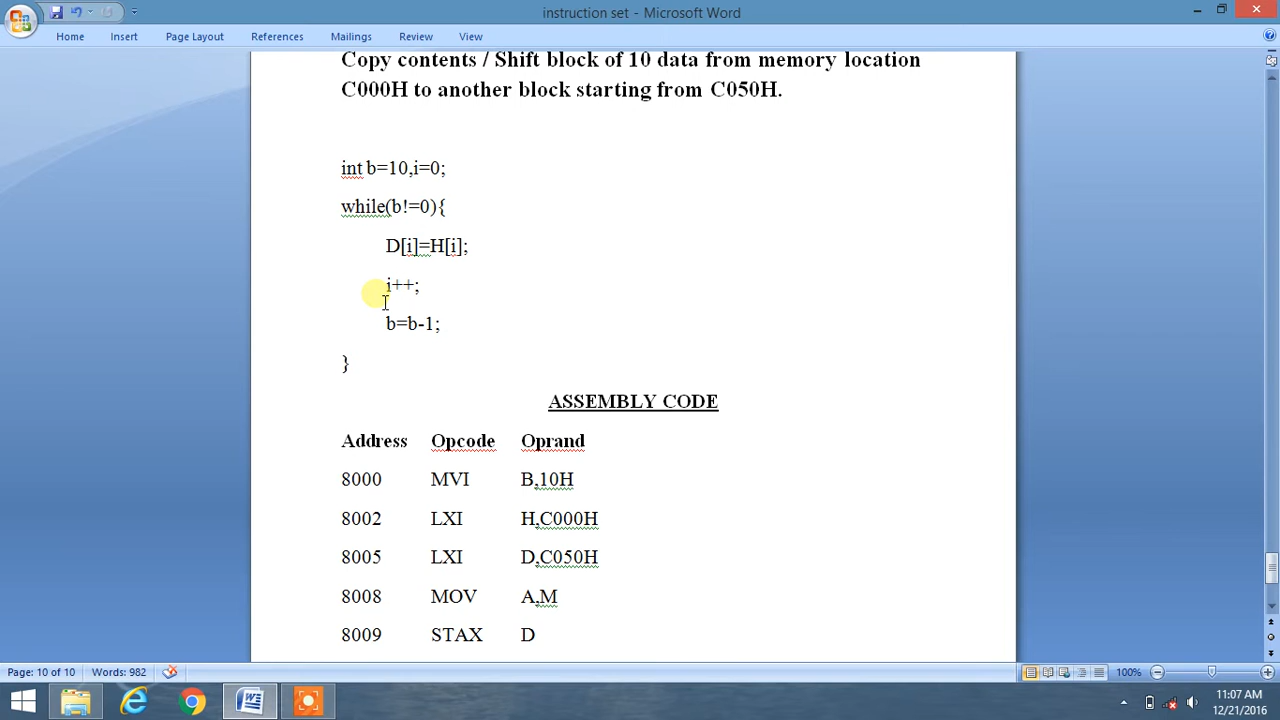 instruction set - Microsoft Word
Home Insert Page Layout References Mailings Review View
Copy contents / Shift block of 10 data from memory location
C000H to another block starting from C050H.
int b=10,i=0;
while(b!=0){
D[i]=H[i];
i++;
b=b-1;
}
ASSEMBLY CODE
Address Opcode Oprand
8000 MVI B,10H
8002 LXI H,C000H
8005 LXI D,C050H
8008 MOV A,M
8009 STAX D
Page: 10 of 10 Words: 982 100%
11:07 AM
12/21/2016